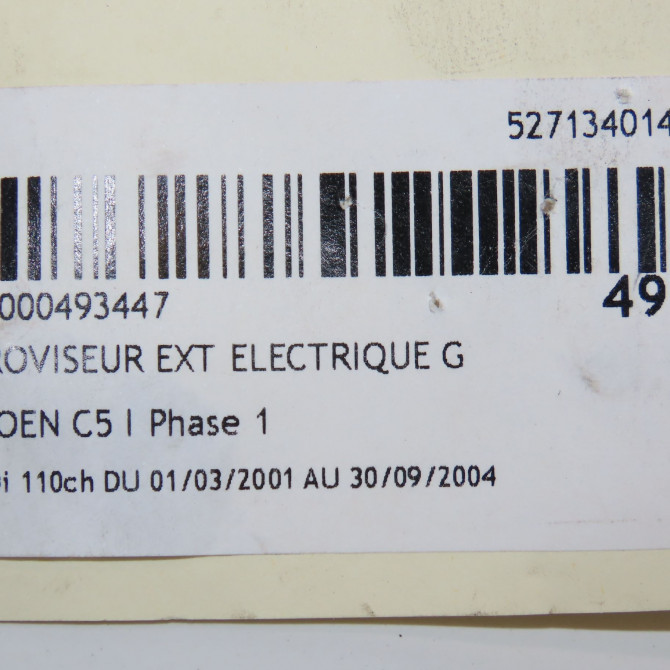 527134014
000493447
49
ROVISEUR EXT ELECTRIQUE G
OEN C5 I Phase 1
i 110ch DU 01/03/2001 AU 30/09/2004